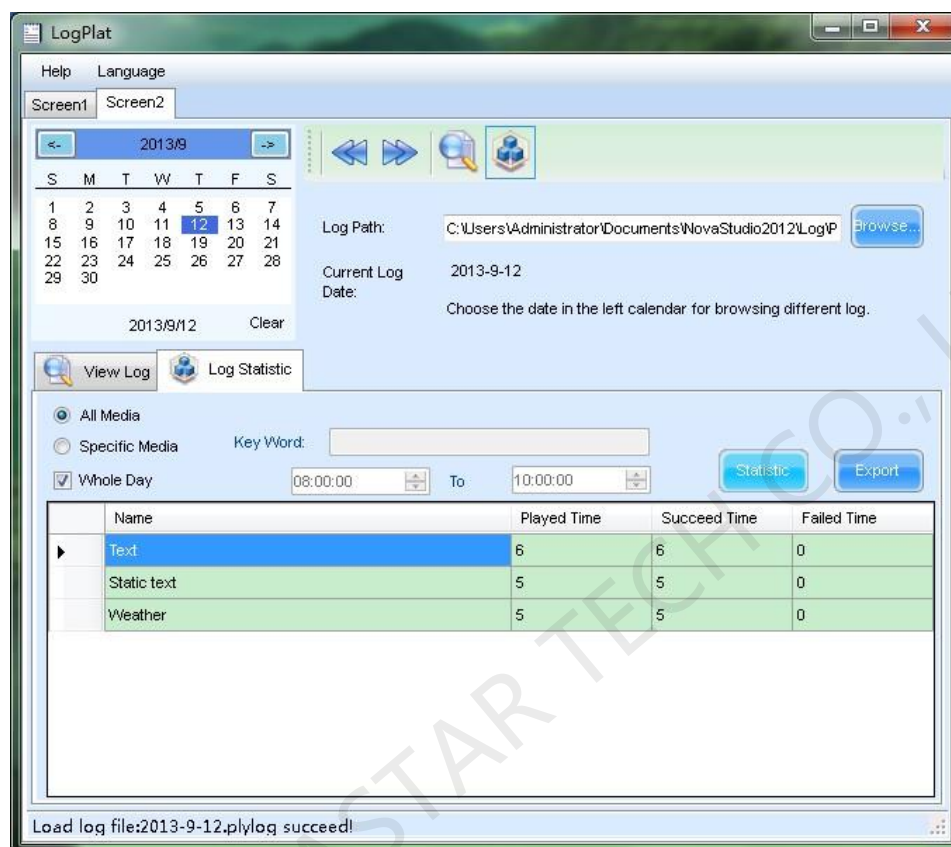 LogPlat
Help Language
Screen1 Screen2
<- 2013/9 ->
S M T W T F S
1 2 3 4 5 6 7
8 9 10 11 12 13 14
15 16 17 18 19 20 21
22 23 24 25 26 27 28
29 30
2013/9/12 Clear
Log Path: C:\Users\Administrator\Documents\NovaStudio2012\Log\P Browse...
Current Log Date: 2013-9-12
Choose the date in the left calendar for browsing different log.
View Log Log Statistic
All Media
Specific Media Key Word:
Whole Day 08:00:00 To 10:00:00 Statistic Export
Name Played Time Succeed Time Failed Time
Text 6 6 0
Static text 5 5 0
Weather 5 5 0
Load log file:2013-9-12.plylog succeed!
ASTAR TECH CO.,